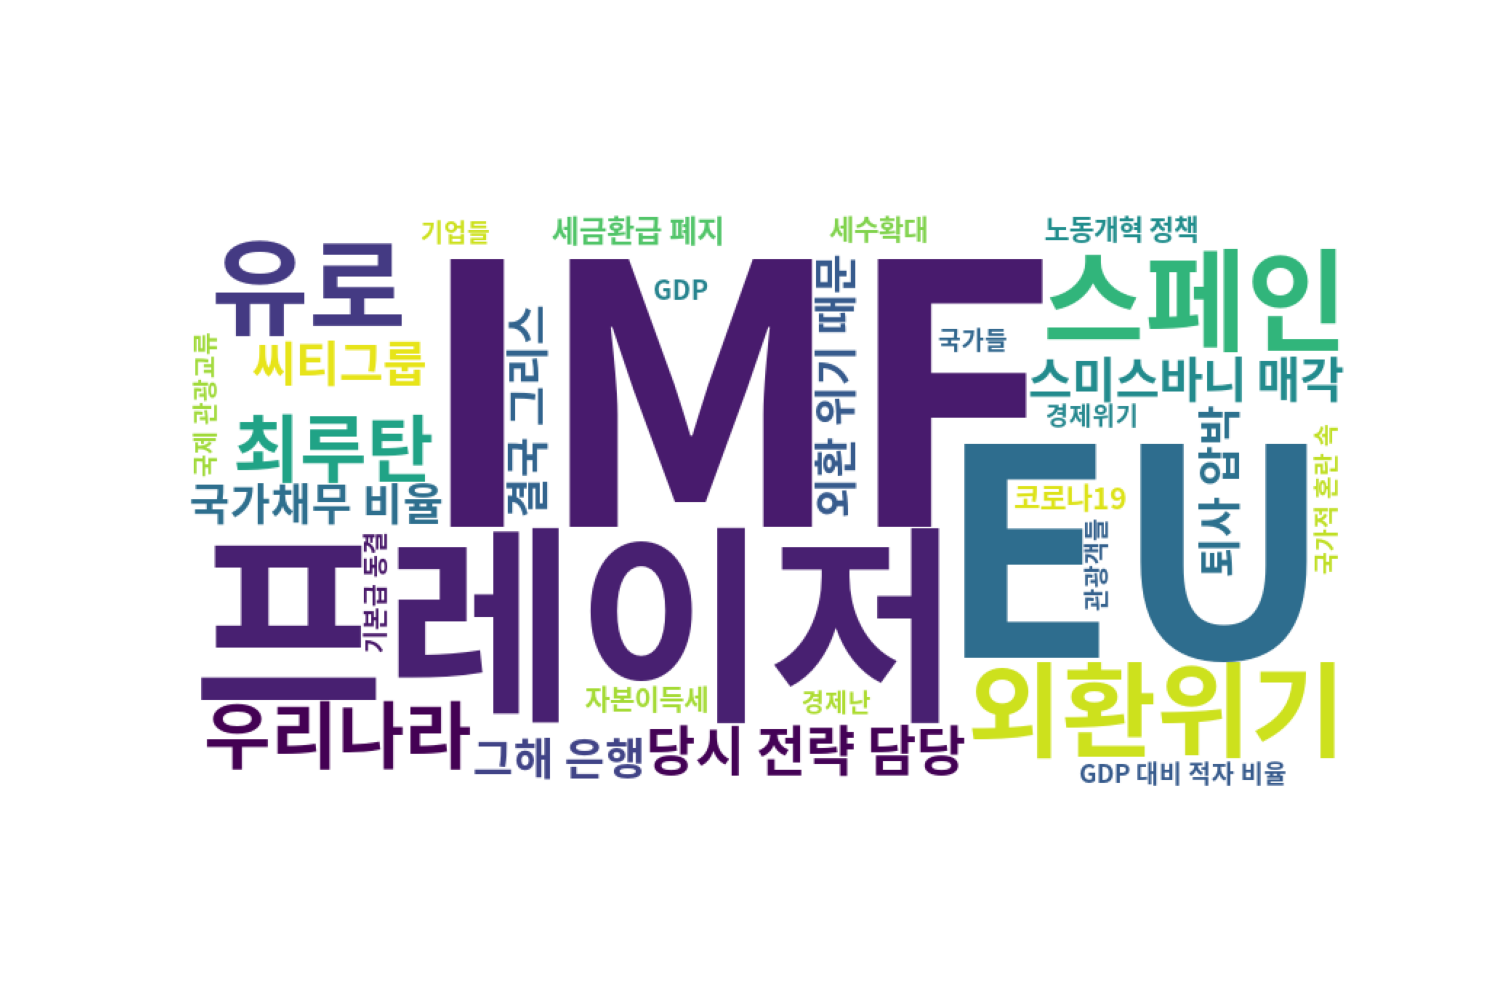 기업들
세금환급 폐지
세수확대
노동개혁 정책
유로
IMF
스페인
GDP
외환 위기 때문
국가들
결국 그리스
국제 관광교류
씨티그룹
스미스바니 매각
경제위기
최루탄
퇴사 압박
국가적 혼란 속
국가채무 비율
EU
코로나19
관광객들
프레이저
기본급 동결
외환위기
자본이득세
경제난
우리나라
그해 은행
당시 전략 담당
GDP 대비 적자 비율